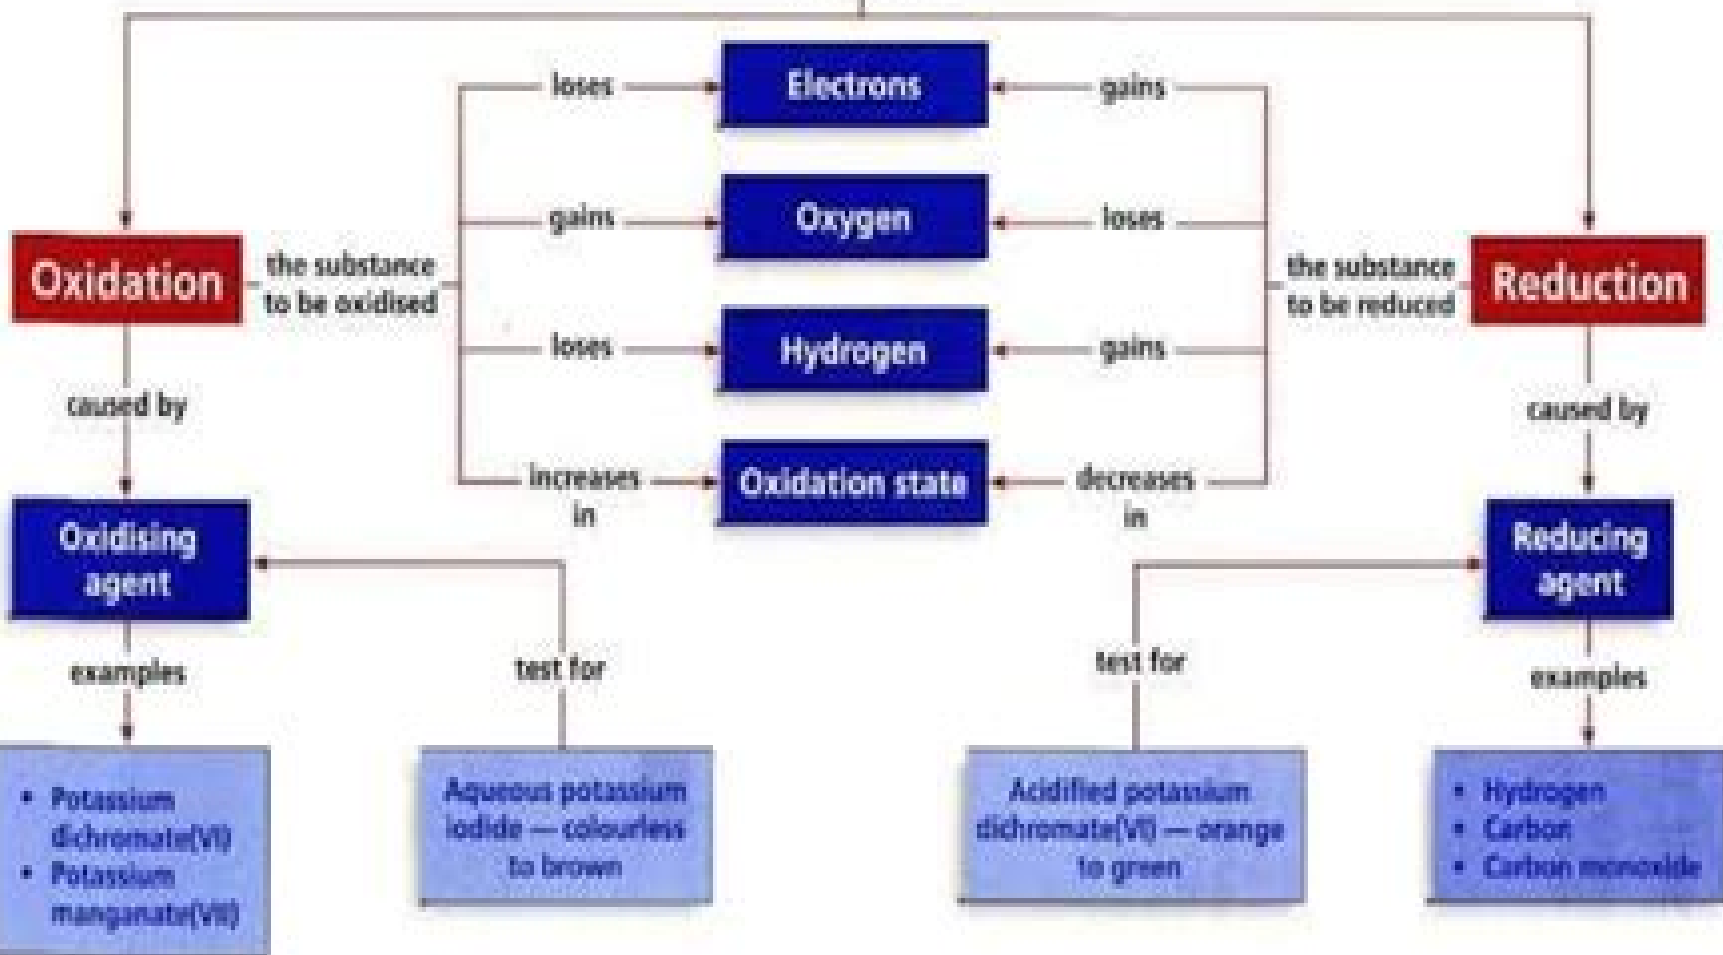 loses
Electrons
gains
gains
Oxygen
loses
Oxidation
the substance
to be oxidised
the substance
to be reduced
Reduction
loses
Hydrogen
gains
caused by
caused by
increases
in
Oxidation state
decreases
in
Oxidising
agent
Reducing
agent
examples
test for
test for
examples
• Potassium
dichromate(VI)
• Potassium
manganate(VII)
Aqueous potassium
iodide — colourless
to brown
Acidified potassium
dichromate(VI) — orange
to green
• Hydrogen
• Carbon
• Carbon monoxide